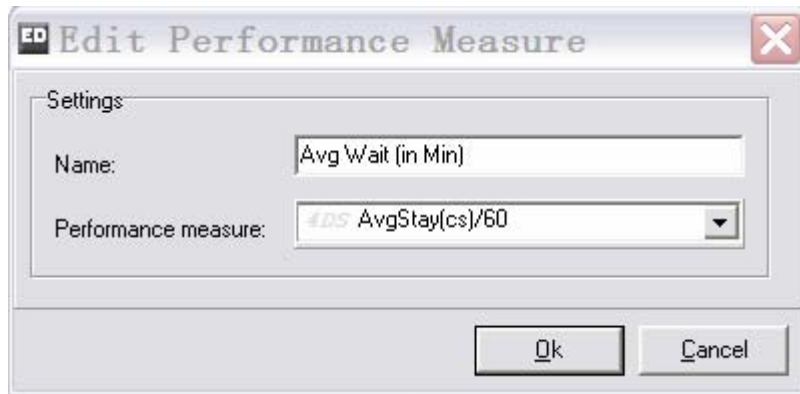 ED Edit Performance Measure
Settings
Name: Avg Wait (in Min)
Performance measure: 4DS AvgStay(cs)/60
Ok Cancel